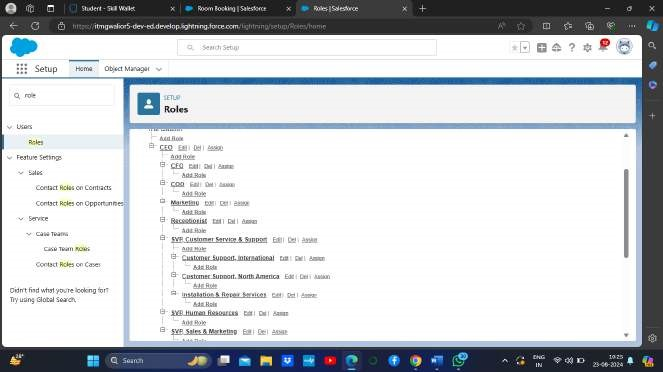 Student - Skill Wallet
Room Booking | Salesforce
Roles | Salesforce
https://itmgwalior5-dev-ed.develop.lightning.force.com/lightning/setup/Roles/home
Search Setup
Setup
Home
Object Manager
role
SETUP
Roles
Users
Roles
Feature Settings
Sales
Contact Roles on Contracts
Contact Roles on Opportunities
Service
Case Teams
Case Team Roles
Contact Roles on Cases
Didn't find what you're looking for?
Try using Global Search.
Add Role
CEO Edit | Del | Assign
Add Role
CFO Edit | Del | Assign
Add Role
COO Edit | Del | Assign
Add Role
Marketing Edit | Del | Assign
Add Role
Receptionist Edit | Del | Assign
Add Role
SVP, Customer Service & Support Edit | Del | Assign
Add Role
Customer Support, International Edit | Del | Assign
Add Role
Customer Support, North America Edit | Del | Assign
Add Role
Installation & Repair Services Edit | Del | Assign
Add Role
SVP, Human Resources Edit | Del | Assign
Add Role
SVP, Sales & Marketing Edit | Del | Assign
Search
ENG
IN
19:25
23-06-2024